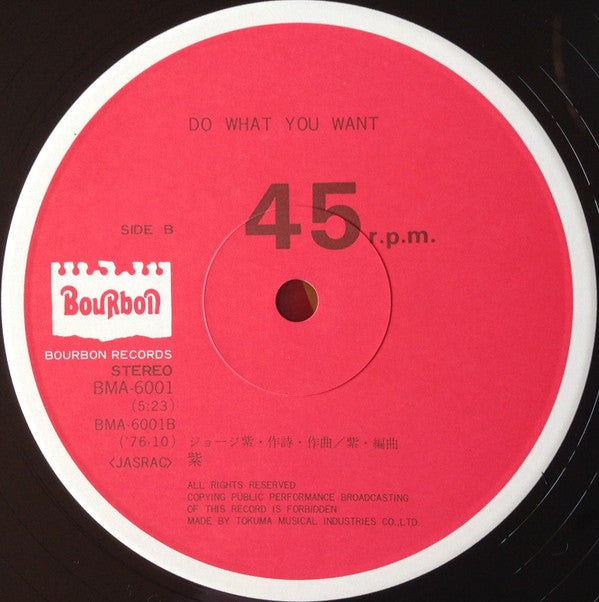 DO WHAT YOU WANT
45 r.p.m.
SIDE B
BouRboN
BOURBON RECORDS
STEREO
BMA-6001
(5:23)
BMA-6001B
('76·10)
ジョージ紫・作詩・作曲／紫・編曲
〈JASRAC〉
紫
ALL RIGHTS RESERVED
COPYING PUBLIC PERFORMANCE BROADCASTING
OF THIS RECORD IS FORBIDDEN
MADE BY TOKUMA MUSICAL INDUSTRIES CO.,LTD.